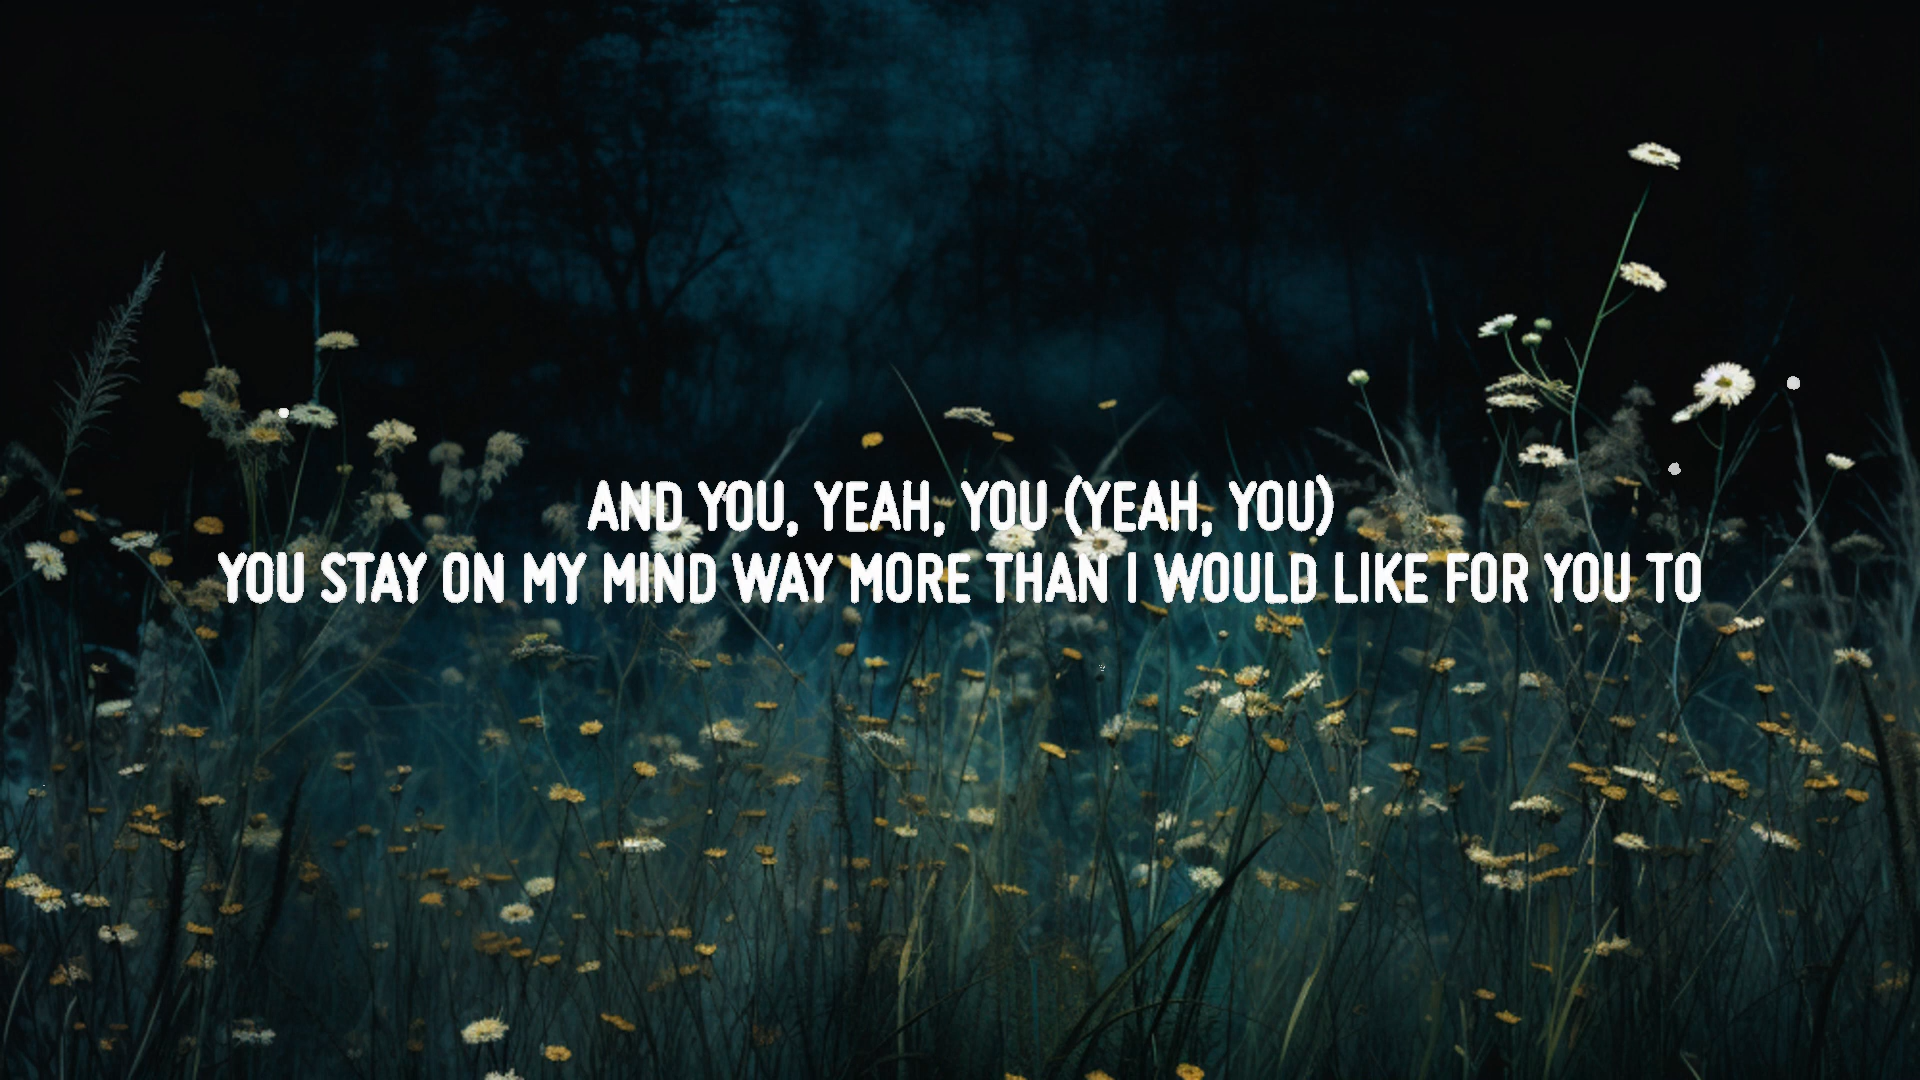 AND YOU, YEAH, YOU (YEAH, YOU)
YOU STAY ON MY MIND WAY MORE THAN I WOULD LIKE FOR YOU TO